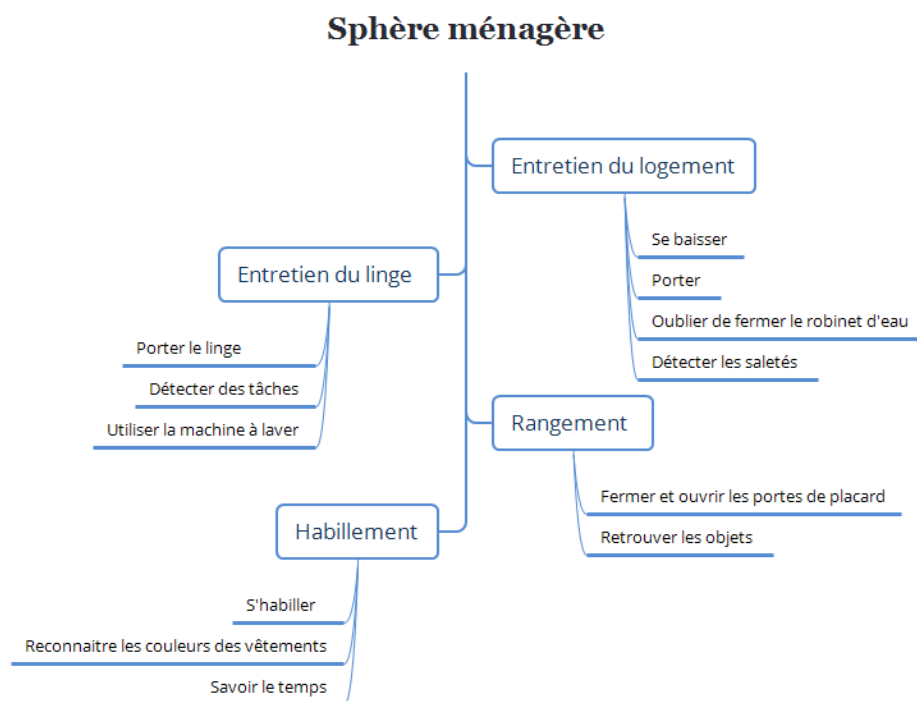 Sphère ménagère
Entretien du logement
Se baisser
Porter
Oublier de fermer le robinet d'eau
Détecter les saletés
Entretien du linge
Porter le linge
Détecter des tâches
Utiliser la machine à laver
Rangement
Fermer et ouvrir les portes de placard
Retrouver les objets
Habillement
S'habiller
Reconnaitre les couleurs des vêtements
Savoir le temps